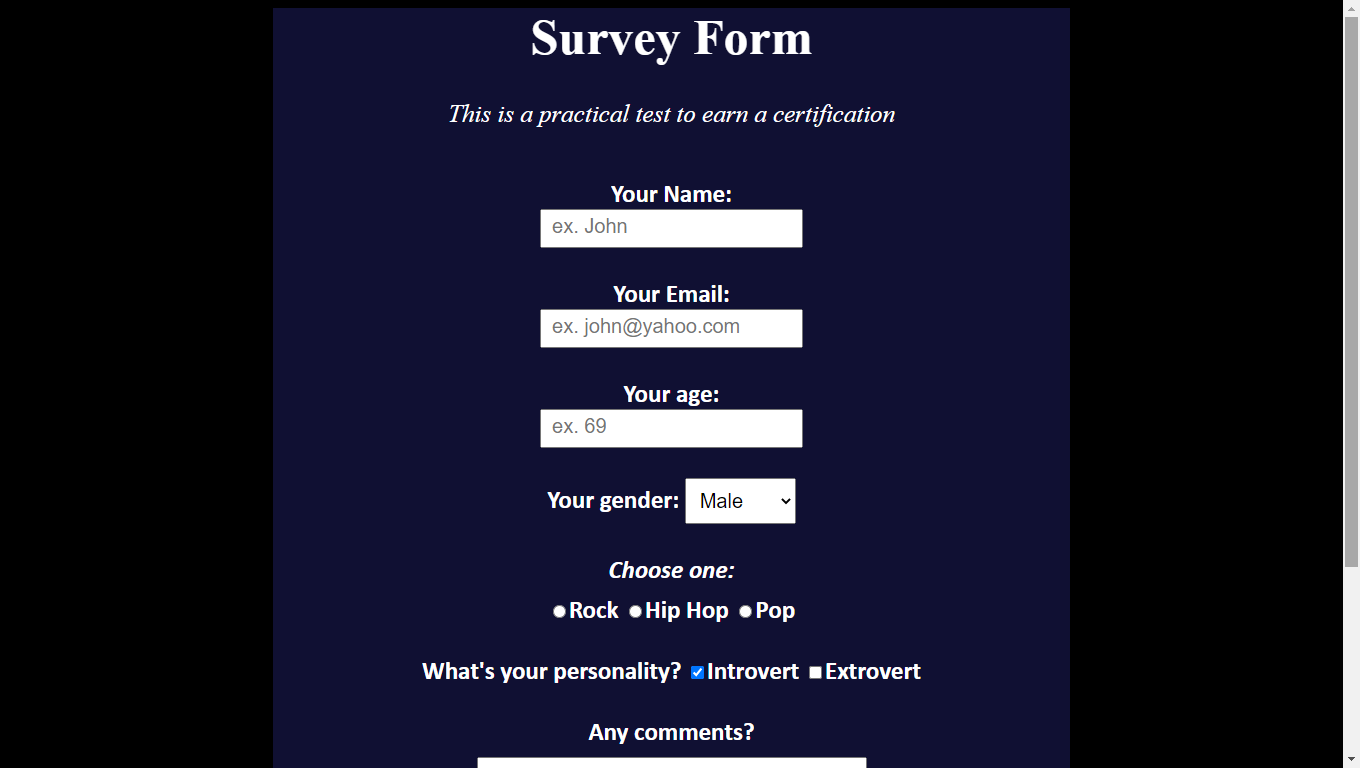 Survey Form
This is a practical test to earn a certification
Your Name:
ex. John
Your Email:
ex. john@yahoo.com
Your age:
ex. 69
Your gender: Male
Choose one:
Rock Hip Hop Pop
What's your personality? Introvert Extrovert
Any comments?